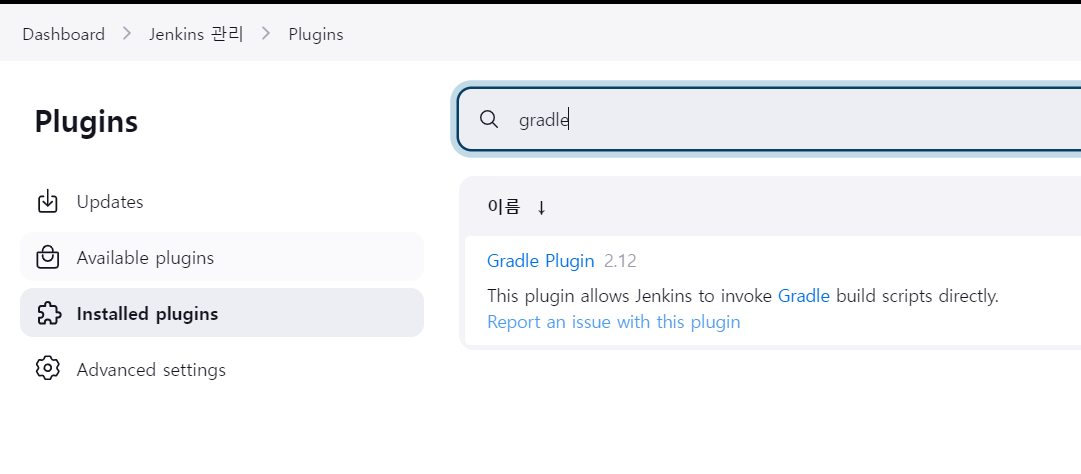 Dashboard > Jenkins 관리 > Plugins
Plugins
gradle
Updates
Available plugins
Installed plugins
Advanced settings
이름 ↓
Gradle Plugin 2.12
This plugin allows Jenkins to invoke Gradle build scripts directly.
Report an issue with this plugin